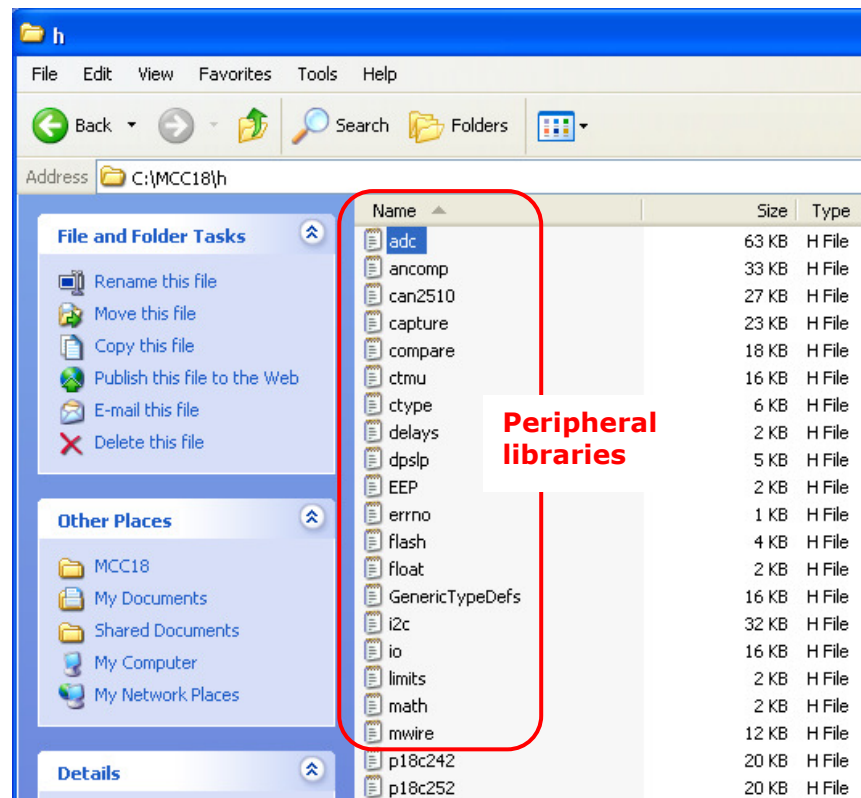 h
File Edit View Favorites Tools Help
Back Search Folders
Address C:\MCC18\h
File and Folder Tasks
Rename this file
Move this file
Copy this file
Publish this file to the Web
E-mail this file
Delete this file
Other Places
MCC18
My Documents
Shared Documents
My Computer
My Network Places
Details
Name Size Type
adc 63 KB H File
ancomp 33 KB H File
can2510 27 KB H File
capture 23 KB H File
compare 18 KB H File
ctmu 16 KB H File
ctype 6 KB H File
delays 2 KB H File
dpslp 5 KB H File
EEP 2 KB H File
errno 1 KB H File
flash 4 KB H File
float 2 KB H File
GenericTypeDefs 16 KB H File
i2c 32 KB H File
io 16 KB H File
limits 2 KB H File
math 2 KB H File
mwire 12 KB H File
p18c242 20 KB H File
p18c252 20 KB H File
Peripheral
libraries